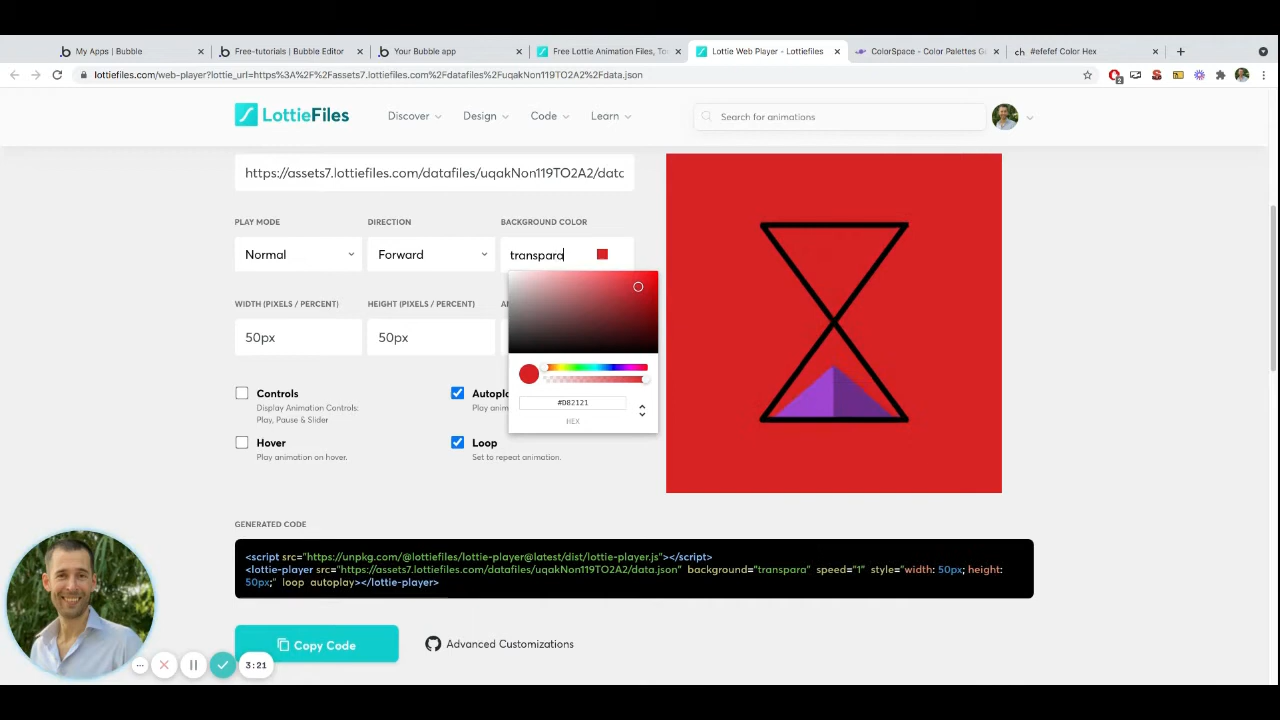 My Apps | Bubble
Free-tutorials | Bubble Editor
Your Bubble app
Free Lottie Animation Files, To
Lottie Web Player - Lottiefiles
ColorSpace - Color Palettes G
ch #efefef Color Hex
lottiefiles.com/web-player?lottie_url=https%3A%2F%2Fassets7.lottiefiles.com%2Fdatafiles%2FuqakNon119TO2A2%2Fdata.json
LottieFiles
Discover
Design
Code
Learn
Search for animations
https://assets7.lottiefiles.com/datafiles/uqakNon119TO2A2/datc
PLAY MODE
DIRECTION
BACKGROUND COLOR
Normal
Forward
transpara
WIDTH (PIXELS / PERCENT)
HEIGHT (PIXELS / PERCENT)
50px
50px
#D82121
HEX
Controls
Display Animation Controls:
Play, Pause & Slider
Autoplo
Play anim
Hover
Play animation on hover.
Loop
Set to repeat animation.
GENERATED CODE
<script src="https://unpkg.com/@lottiefiles/lottie-player@latest/dist/lottie-player.js"></script>
<lottie-player src="https://assets7.lottiefiles.com/datafiles/uqakNon119TO2A2/data.json" background="transpara" speed="1" style="width: 50px; height:
50px;" loop autoplay></lottie-player>
Copy Code
Advanced Customizations
3:21